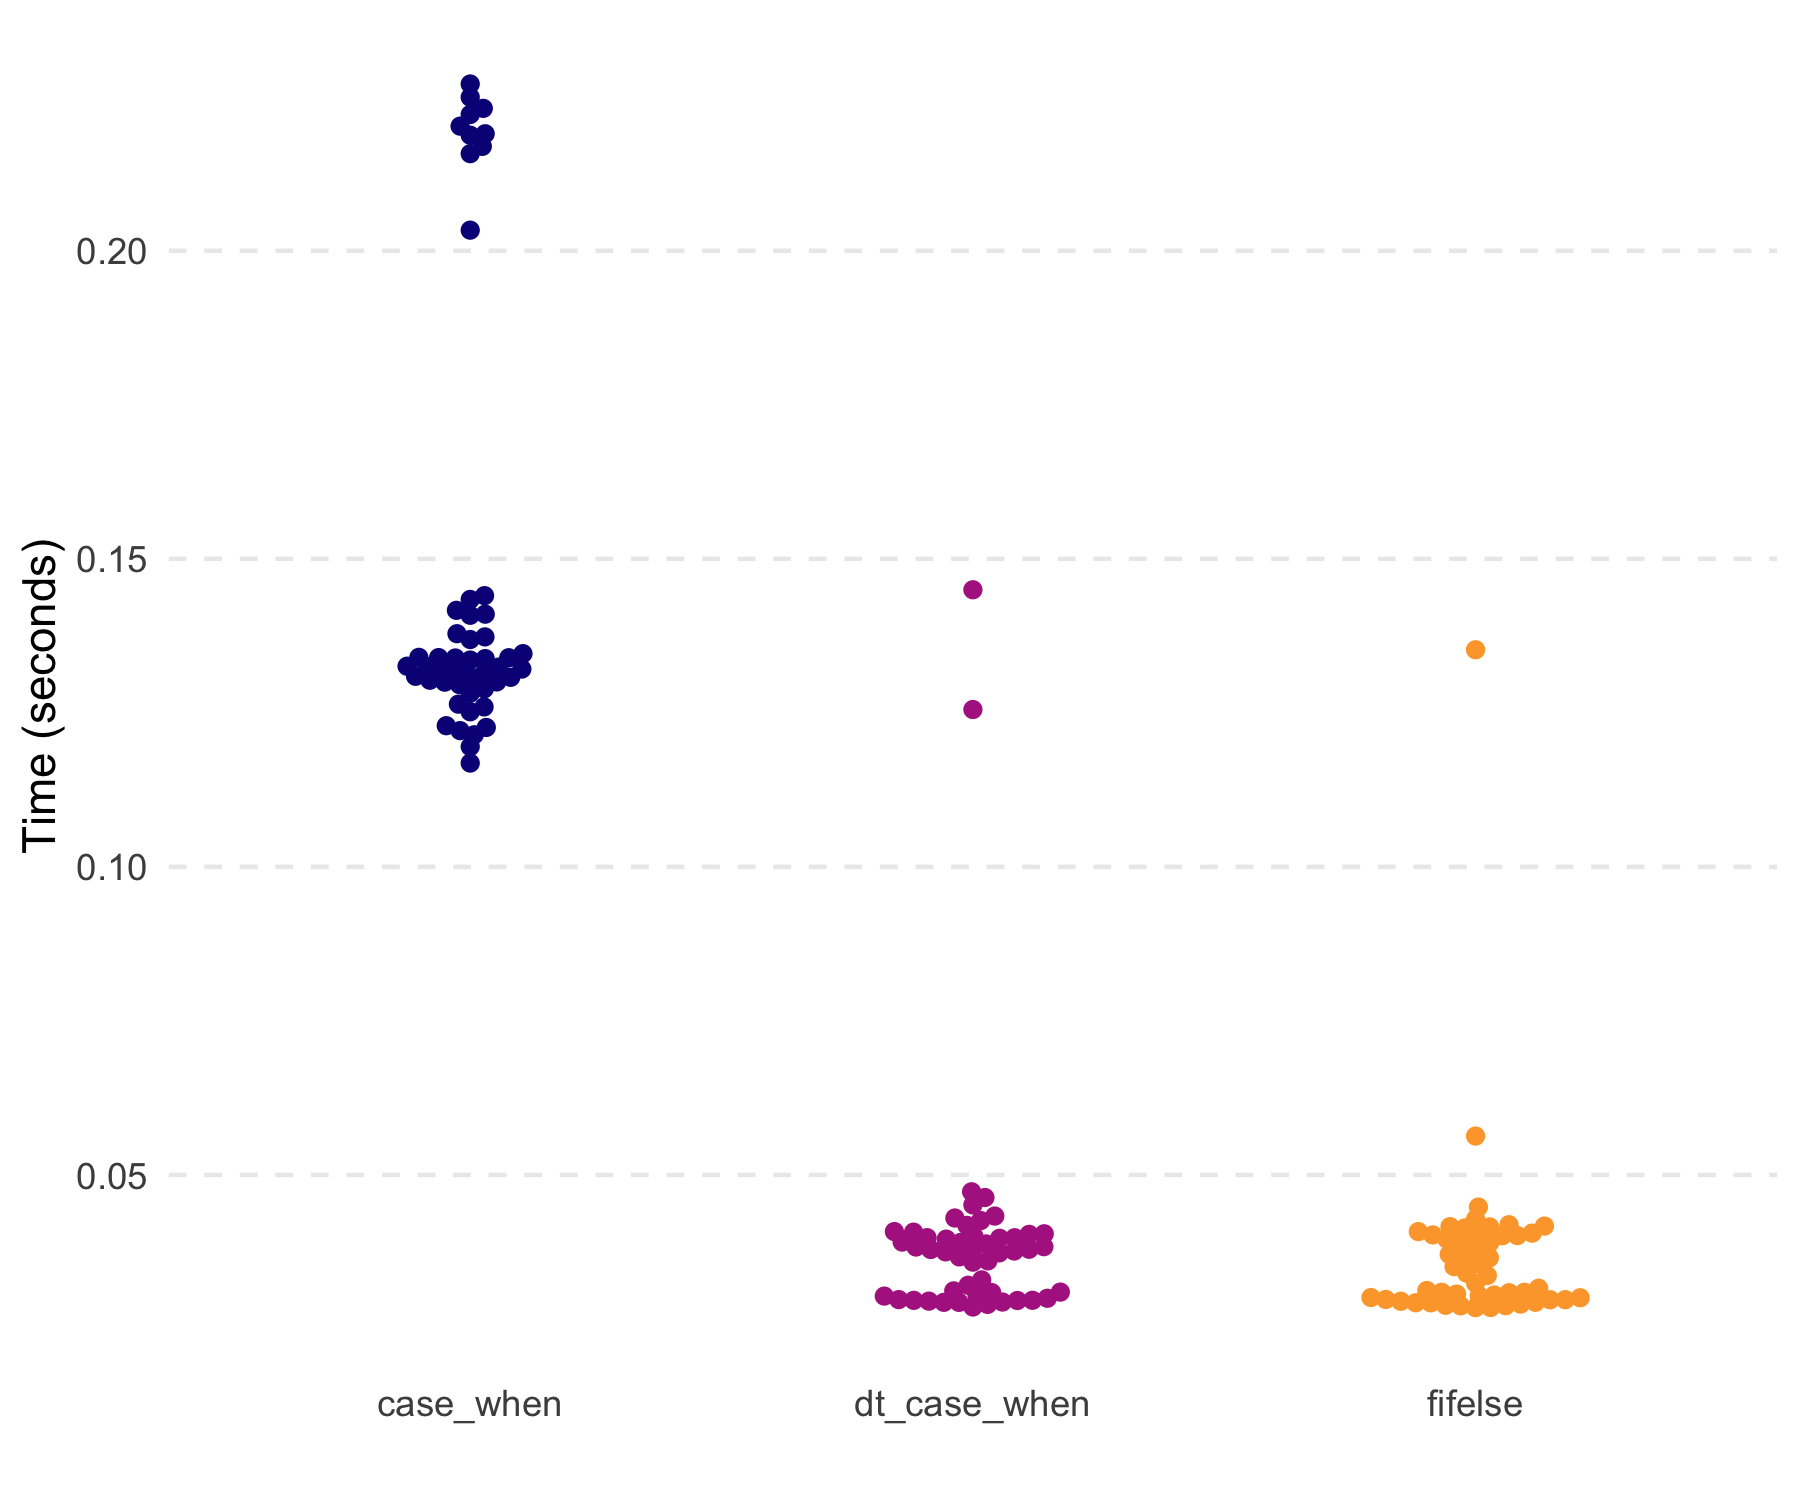 Time (seconds)
0.20
0.15
0.10
0.05
case_when
dt_case_when
fifelse